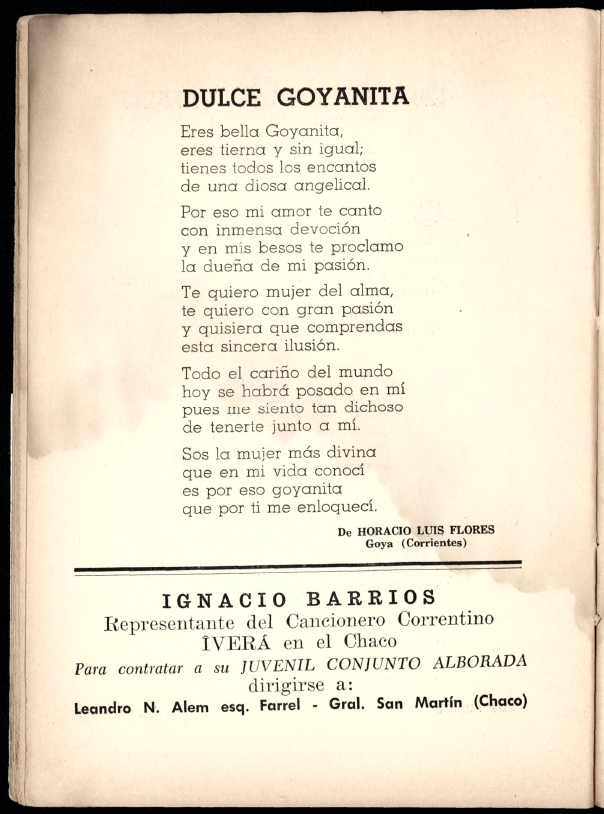 DULCE GOYANITA
Eres bella Goyanita,
eres tierna y sin igual;
tienes todos los encantos
de una diosa angelical.
Por eso mi amor te canto
con inmensa devoción
y en mis besos te proclamo
la dueña de mi pasión.
Te quiero mujer del alma,
te quiero con gran pasión
y quisiera que comprendas
esta sincera ilusión.
Todo el cariño del mundo
hoy se habrá posado en mí
pues me siento tan dichoso
de tenerte junto a mí.
Sos la mujer más divina
que en mi vida conocí
es por eso goyanita
que por ti me enloquecí.
De HORACIO LUIS FLORES
Goya (Corrientes)
IGNACIO BARRIOS
Representante del Cancionero Correntino
ÎVERÁ en el Chaco
Para contratar a su JUVENIL CONJUNTO ALBORADA
dirigirse a:
Leandro N. Alem esq. Farrel - Gral. San Martín (Chaco)